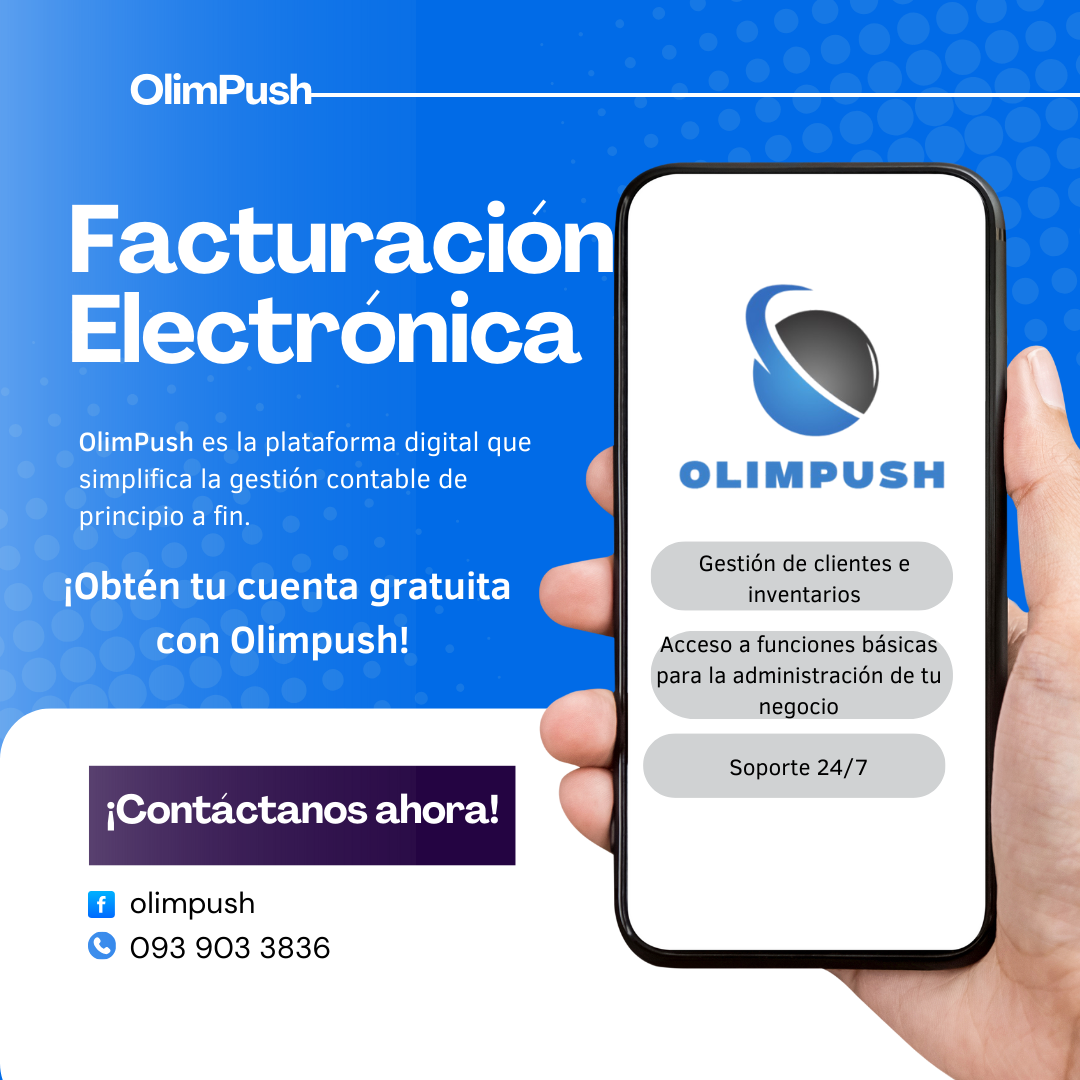 OlimPush
Facturación
Electrónica
OlimPush es la plataforma digital que
simplifica la gestión contable de
principio a fin.
¡Obtén tu cuenta gratuita
con Olimpush!
¡Contáctanos ahora!
olimpush
093 903 3836
OLIMPUSH
Gestión de clientes e
inventarios
Acceso a funciones básicas
para la administración de tu
negocio
Soporte 24/7